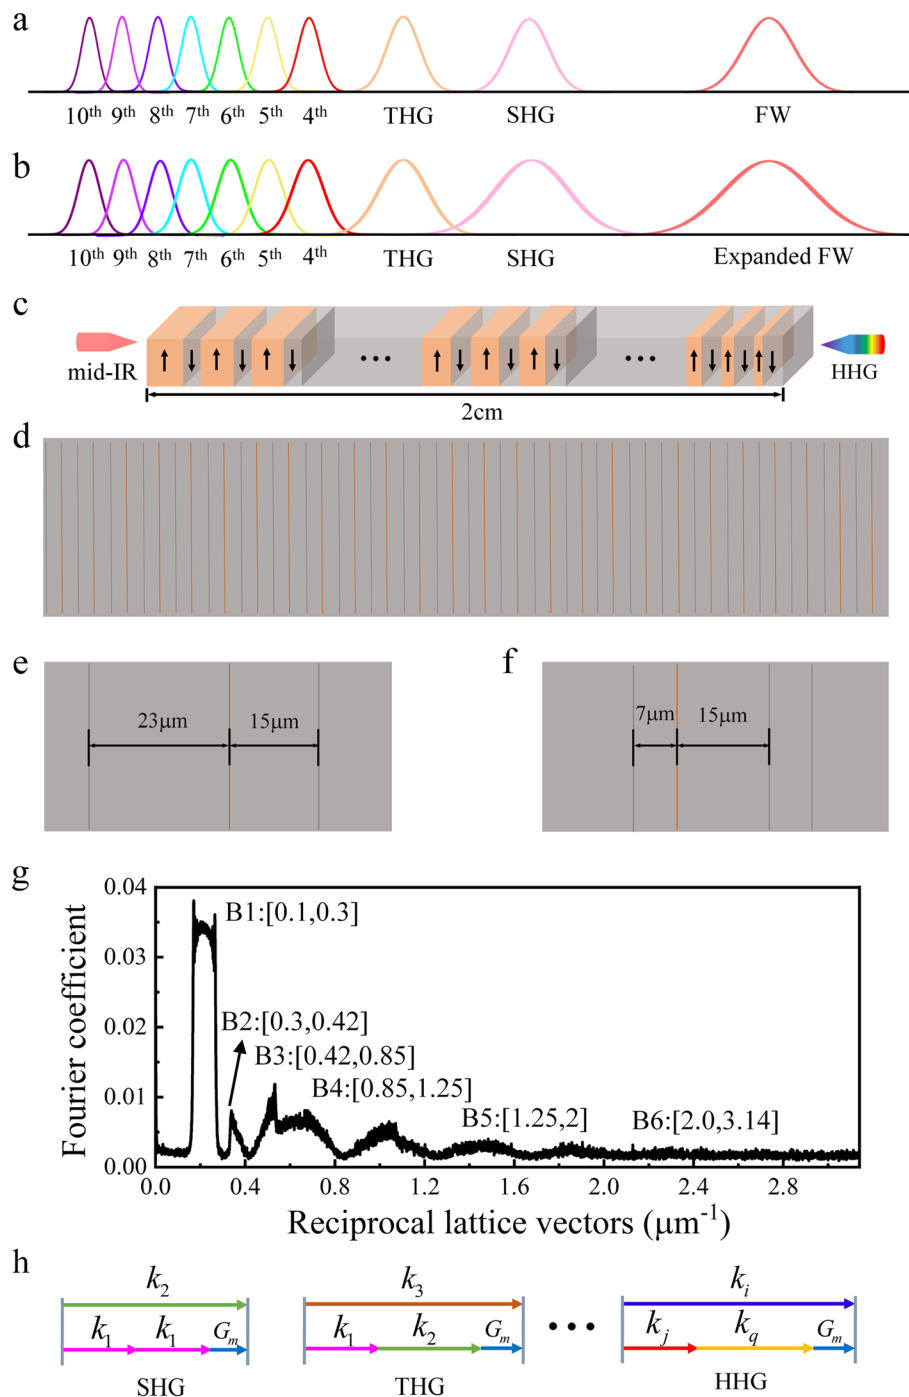 a
10th 9th 8th 7th 6th 5th 4th THG SHG FW
b
10th 9th 8th 7th 6th 5th 4th THG SHG Expanded FW
c
mid-IR
HHG
2cm
d
e
23μm 15μm
f
7μm 15μm
g
0.04
0.03
0.02
0.01
0.00
Fourier coefficient
B1:[0.1,0.3]
B2:[0.3,0.42]
B3:[0.42,0.85]
B4:[0.85,1.25]
B5:[1.25,2]
B6:[2.0,3.14]
0.0 0.4 0.8 1.2 1.6 2.0 2.4 2.8
Reciprocal lattice vectors (μm-1)
h
k2
k1 k1 Gm
SHG
k3
k1 k2 Gm
THG
ki
kj kq Gm
HHG